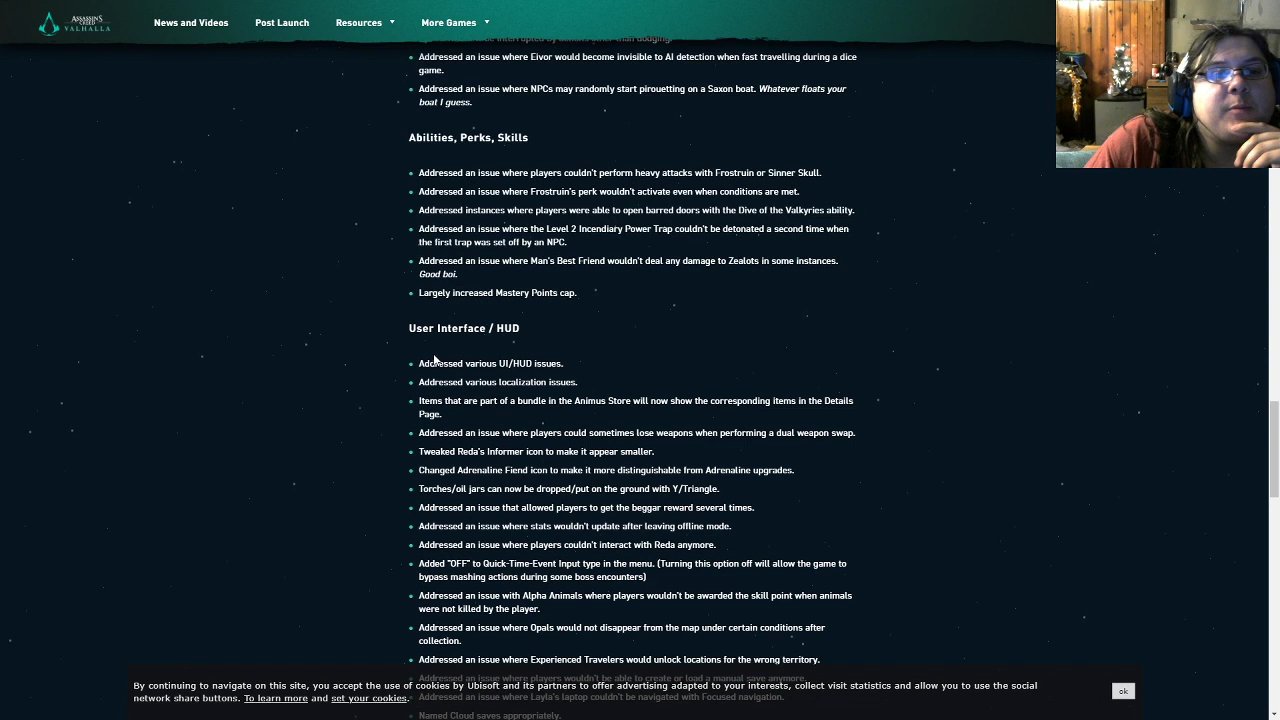 ASSASSIN'S
CREED
VALHALLA
News and Videos
Post Launch
Resources
More Games
Addressed an issue where Eivor would become invisible to AI detection when fast travelling during a dice
game.
Addressed an issue where NPCs may randomly start pirouetting on a Saxon boat. Whatever floats your
boat I guess.
Abilities, Perks, Skills
Addressed an issue where players couldn't perform heavy attacks with Frostruin or Sinner Skull.
Addressed an issue where Frostruin's perk wouldn't activate even when conditions are met.
Addressed instances where players were able to open barred doors with the Dive of the Valkyries ability.
Addressed an issue where the Level 2 Incendiary Power Trap couldn't be detonated a second time when
the first trap was set off by an NPC.
Addressed an issue where Man's Best Friend wouldn't deal any damage to Zealots in some instances.
Good boi.
Largely increased Mastery Points cap.
User Interface / HUD
Addressed various UI/HUD issues.
Addressed various localization issues.
Items that are part of a bundle in the Animus Store will now show the corresponding items in the Details
Page.
Addressed an issue where players could sometimes lose weapons when performing a dual weapon swap.
Tweaked Reda's Informer icon to make it appear smaller.
Changed Adrenaline Fiend icon to make it more distinguishable from Adrenaline upgrades.
Torches/oil jars can now be dropped/put on the ground with Y/Triangle.
Addressed an issue that allowed players to get the beggar reward several times.
Addressed an issue where stats wouldn't update after leaving offline mode.
Addressed an issue where players couldn't interact with Reda anymore.
Added "OFF" to Quick-Time-Event Input type in the menu. (Turning this option off will allow the game to
bypass mashing actions during some boss encounters)
Addressed an issue with Alpha Animals where players wouldn't be awarded the skill point when animals
were not killed by the player.
Addressed an issue where Opals would not disappear from the map under certain conditions after
collection.
Addressed an issue where Experienced Travelers would unlock locations for the wrong territory.
Addressed an issue where players wouldn't be able to create or load a manual save anymore.
Addressed an issue where Layla's laptop couldn't be navigated with Focused navigation.
Named Cloud saves appropriately.
By continuing to navigate on this site, you accept the use of cookies by Ubisoft and its partners to offer advertising adapted to your interests, collect visit statistics and allow you to use the social
network share buttons. To learn more and set your cookies.
ok